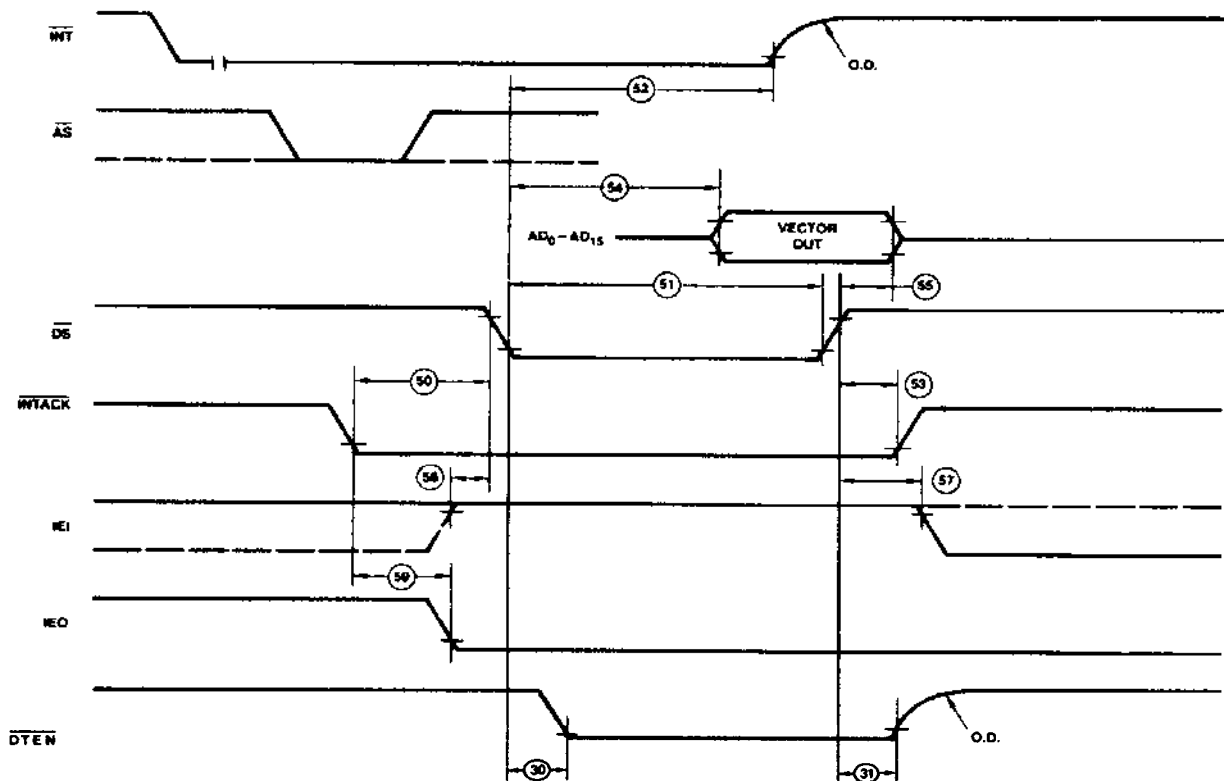 INT
O.D.
52
AS
54
AD0-AD15
VECTOR
OUT
51
55
DS
50
53
INTACK
56
57
IEI
59
IEO
DTEN
O.D.
30
31